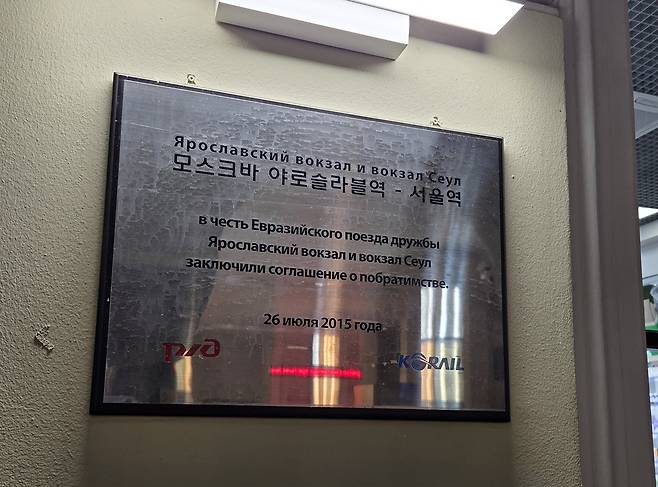 Ярославский вокзал и вокзал Сеул
모스크바 야로슬라블역 - 서울역
в честь Евразийского поезда дружбы
Ярославский вокзал и вокзал Сеул
заключили соглашение о побратимстве.
26 июля 2015 года
ржд
KORAIL